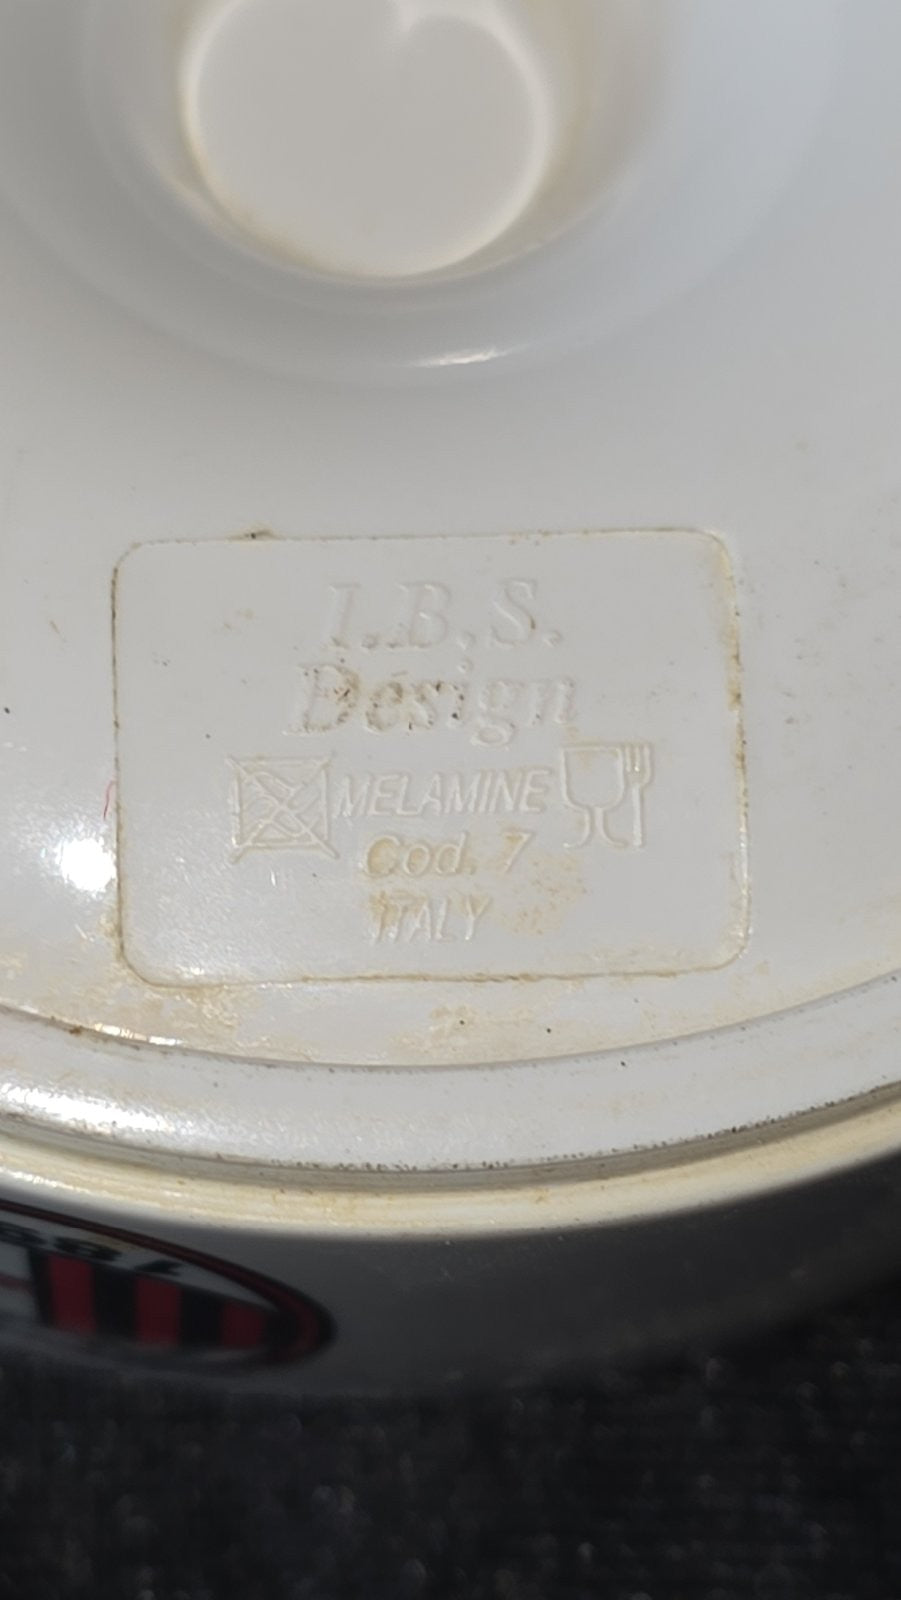 I.B.S.
Design
MELAMINE
Cod. 7
ITALY